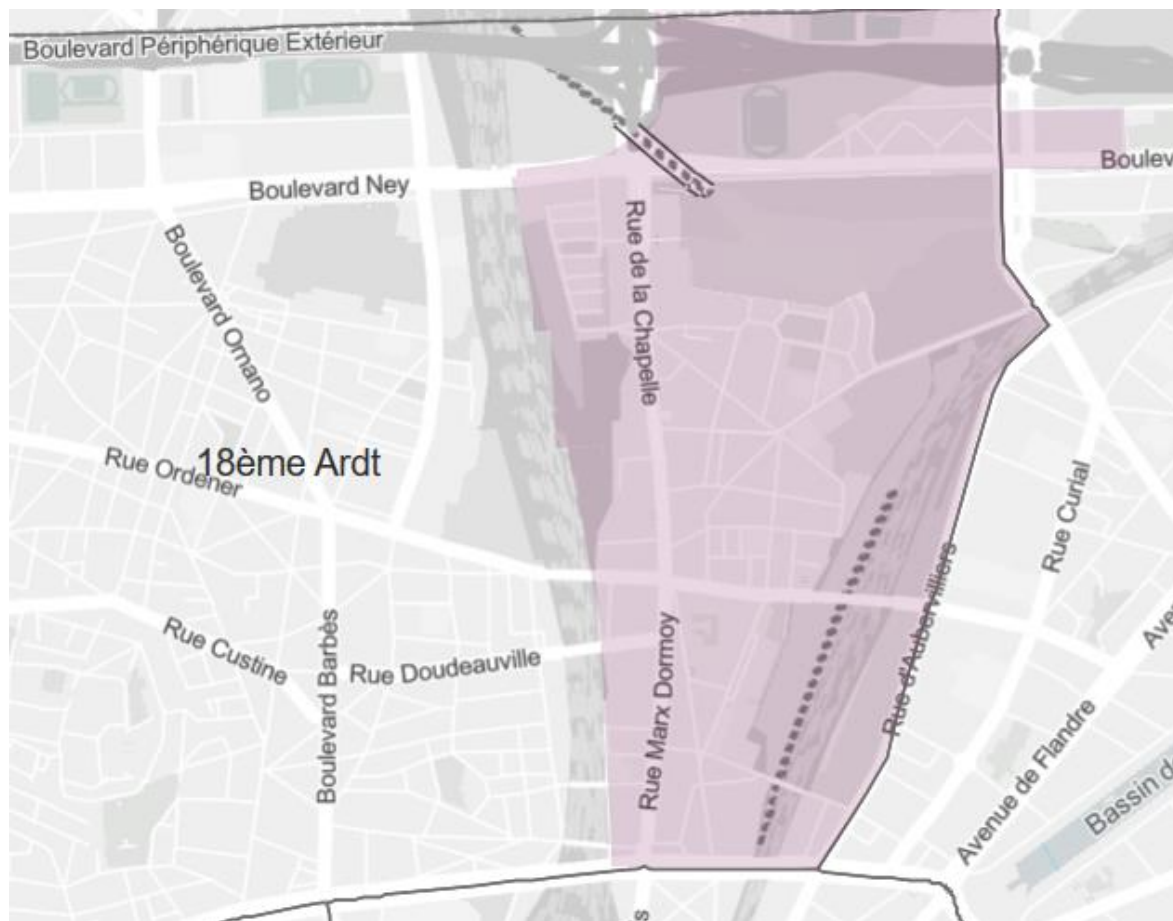 Boulevard Périphérique Extérieur
Boulev
Boulevard Ney
Rue de la Chapelle
Boulevard Ornano
18ème Ardt
Rue Ordener
Rue Curial
Rue d'Aubervilliers
Ave
Rue Custine
Boulevard Barbès
Rue Doudeauville
Rue Marx Dormoy
Avenue de Flandre
Bassin d
s